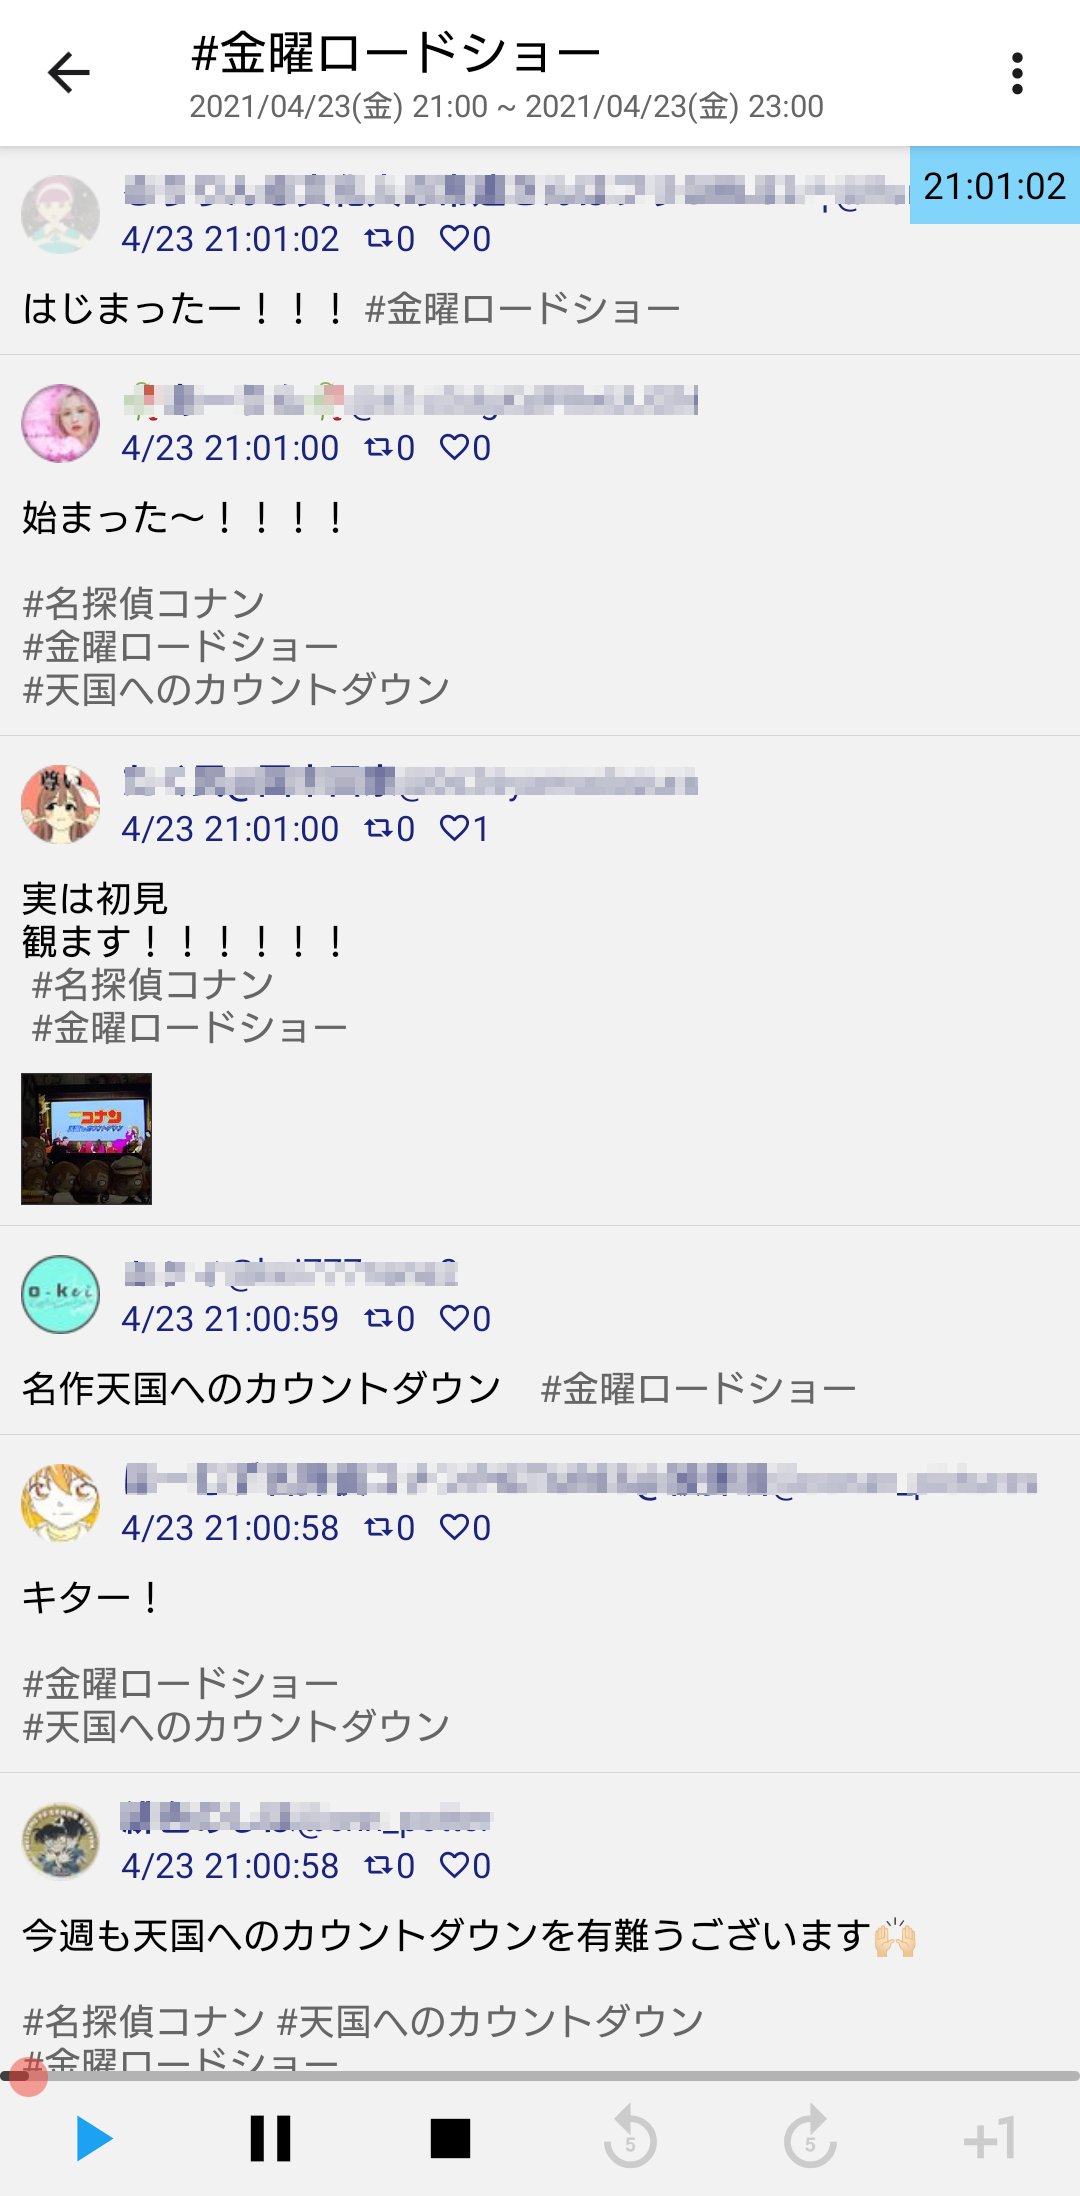 #金曜ロードショー
2021/04/23(金) 21:00 ~ 2021/04/23(金) 23:00
21:01:02
4/23 21:01:02 0 0
はじまったー！！！ #金曜ロードショー
4/23 21:01:00 0 0
始まった〜！！！！
#名探偵コナン
#金曜ロードショー
#天国へのカウントダウン
尊い
4/23 21:01:00 0 1
実は初見
観ます！！！！！！
#名探偵コナン
#金曜ロードショー
コナン
o-kei
4/23 21:00:59 0 0
名作天国へのカウントダウン　#金曜ロードショー
4/23 21:00:58 0 0
キター！
#金曜ロードショー
#天国へのカウントダウン
4/23 21:00:58 0 0
今週も天国へのカウントダウンを有難うございます🙌🏻
#名探偵コナン #天国へのカウントダウン
#金曜ロードショー
5 5 +1